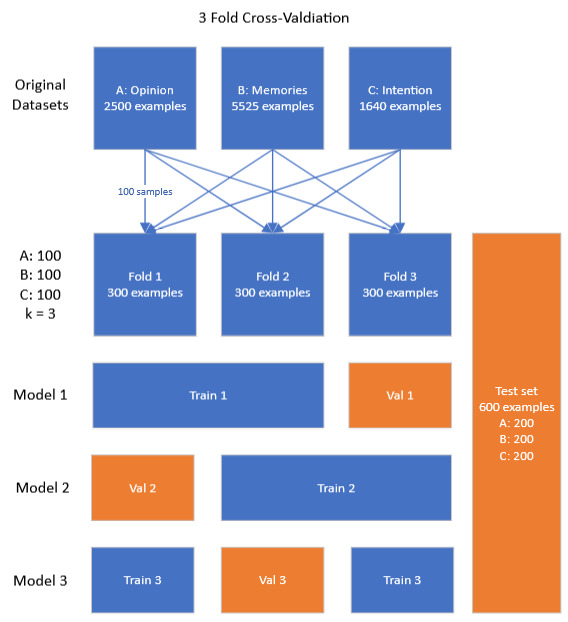 3 Fold Cross-Valdiation
Original
Datasets
A: Opinion
2500 examples
B: Memories
5525 examples
C: Intention
1640 examples
100 samples
A: 100
B: 100
C: 100
k = 3
Fold 1
300 examples
Fold 2
300 examples
Fold 3
300 examples
Test set
600 examples
A: 200
B: 200
C: 200
Model 1
Train 1
Val 1
Model 2
Val 2
Train 2
Model 3
Train 3
Val 3
Train 3